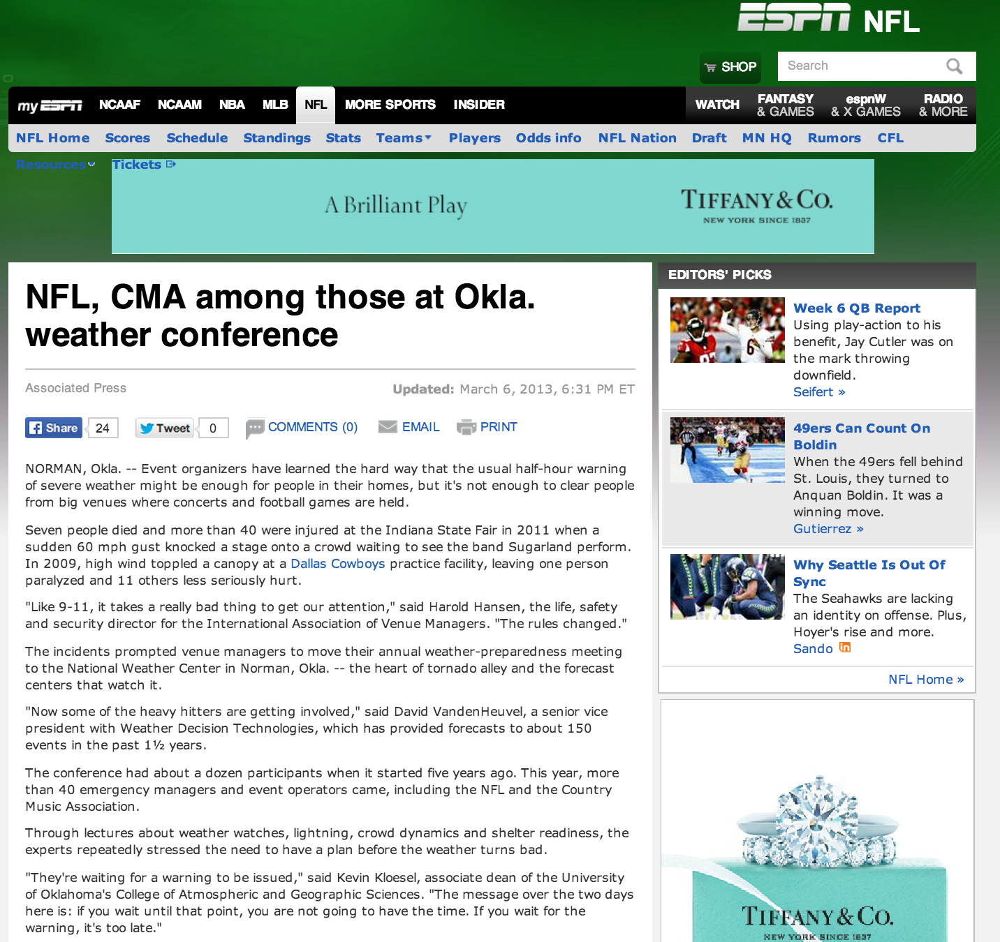 ESPN NFL
SHOP
Search
my ESPN NCAAF NCAAM NBA MLB NFL MORE SPORTS INSIDER WATCH FANTASY & GAMES espnW & X GAMES RADIO & MORE
NFL Home Scores Schedule Standings Stats Teams Players Odds info NFL Nation Draft MN HQ Rumors CFL
Resources Tickets
A Brilliant Play
TIFFANY & CO.
NEW YORK SINCE 1837
NFL, CMA among those at Okla.
weather conference
Associated Press
Updated: March 6, 2013, 6:31 PM ET
Share 24 Tweet 0 COMMENTS (0) EMAIL PRINT
NORMAN, Okla. -- Event organizers have learned the hard way that the usual half-hour warning
of severe weather might be enough for people in their homes, but it's not enough to clear people
from big venues where concerts and football games are held.
Seven people died and more than 40 were injured at the Indiana State Fair in 2011 when a
sudden 60 mph gust knocked a stage onto a crowd waiting to see the band Sugarland perform.
In 2009, high wind toppled a canopy at a Dallas Cowboys practice facility, leaving one person
paralyzed and 11 others less seriously hurt.
"Like 9-11, it takes a really bad thing to get our attention," said Harold Hansen, the life, safety
and security director for the International Association of Venue Managers. "The rules changed."
The incidents prompted venue managers to move their annual weather-preparedness meeting
to the National Weather Center in Norman, Okla. -- the heart of tornado alley and the forecast
centers that watch it.
"Now some of the heavy hitters are getting involved," said David VandenHeuvel, a senior vice
president with Weather Decision Technologies, which has provided forecasts to about 150
events in the past 1½ years.
The conference had about a dozen participants when it started five years ago. This year, more
than 40 emergency managers and event operators came, including the NFL and the Country
Music Association.
Through lectures about weather watches, lightning, crowd dynamics and shelter readiness, the
experts repeatedly stressed the need to have a plan before the weather turns bad.
"They're waiting for a warning to be issued," said Kevin Kloesel, associate dean of the University
of Oklahoma's College of Atmospheric and Geographic Sciences. "The message over the two days
here is: if you wait until that point, you are not going to have the time. If you wait for the
warning, it's too late."
EDITORS' PICKS
Week 6 QB Report
Using play-action to his
benefit, Jay Cutler was on
the mark throwing
downfield.
Seifert »
6
49ers Can Count On
Boldin
When the 49ers fell behind
St. Louis, they turned to
Anquan Boldin. It was a
winning move.
Gutierrez »
Why Seattle Is Out Of
Sync
The Seahawks are lacking
an identity on offense. Plus,
Hoyer's rise and more.
Sando in
NFL Home »
TIFFANY & CO.
NEW YORK SINCE 1837